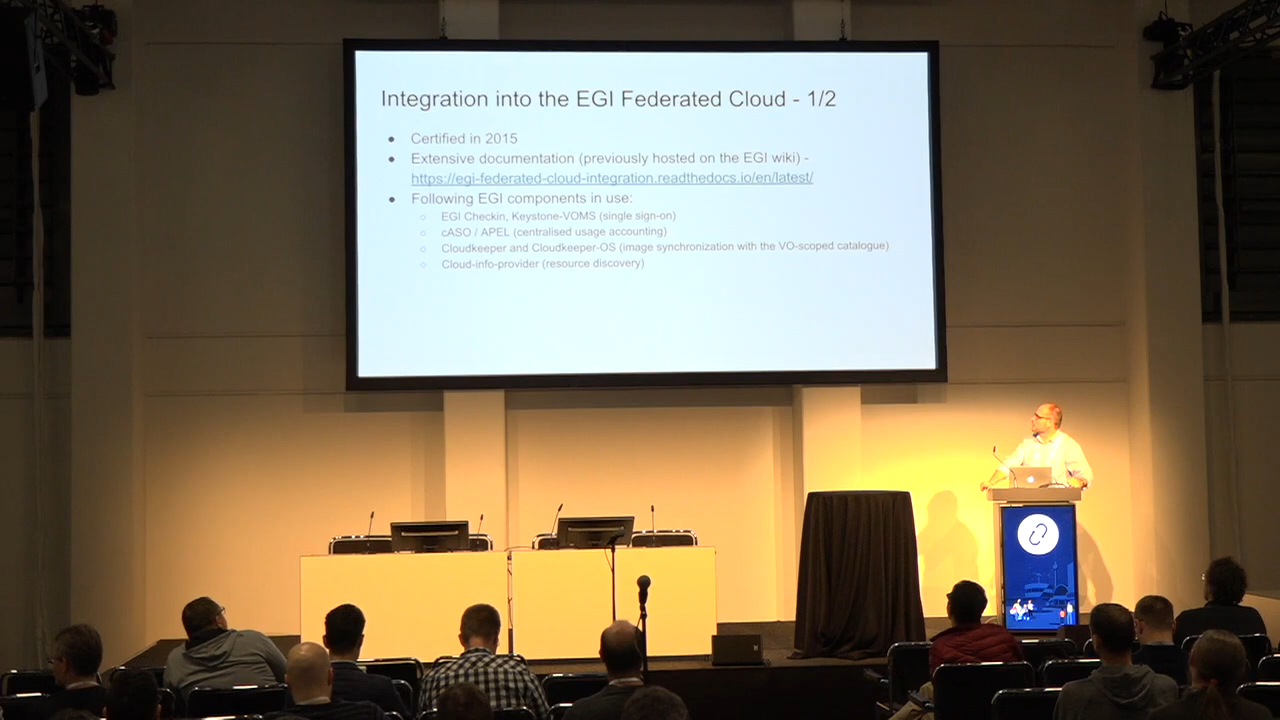 Integration into the EGI Federated Cloud - 1/2
● Certified in 2015
● Extensive documentation (previously hosted on the EGI wiki) -
https://egi-federated-cloud-integration.readthedocs.io/en/latest/
● Following EGI components in use:
○ EGI Checkin, Keystone-VOMS (single sign-on)
○ cASO / APEL (centralised usage accounting)
○ Cloudkeeper and Cloudkeeper-OS (image synchronization with the VO-scoped catalogue)
○ Cloud-info-provider (resource discovery)